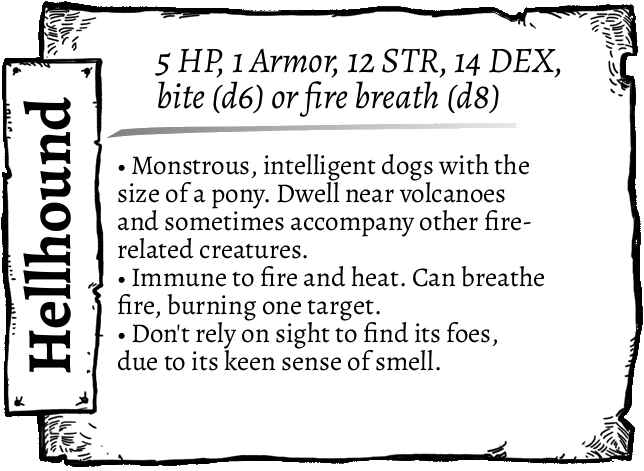 Hellhound
5 HP, 1 Armor, 12 STR, 14 DEX,
bite (d6) or fire breath (d8)
• Monstrous, intelligent dogs with the
size of a pony. Dwell near volcanoes
and sometimes accompany other fire-
related creatures.
• Immune to fire and heat. Can breathe
fire, burning one target.
• Don't rely on sight to find its foes,
due to its keen sense of smell.